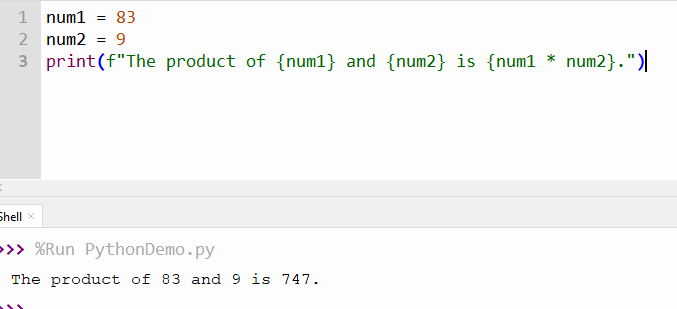 1 num1 = 83
2 num2 = 9
3 print(f"The product of {num1} and {num2} is {num1 * num2}.")
Shell ×
>>> %Run PythonDemo.py
The product of 83 and 9 is 747.
>>>